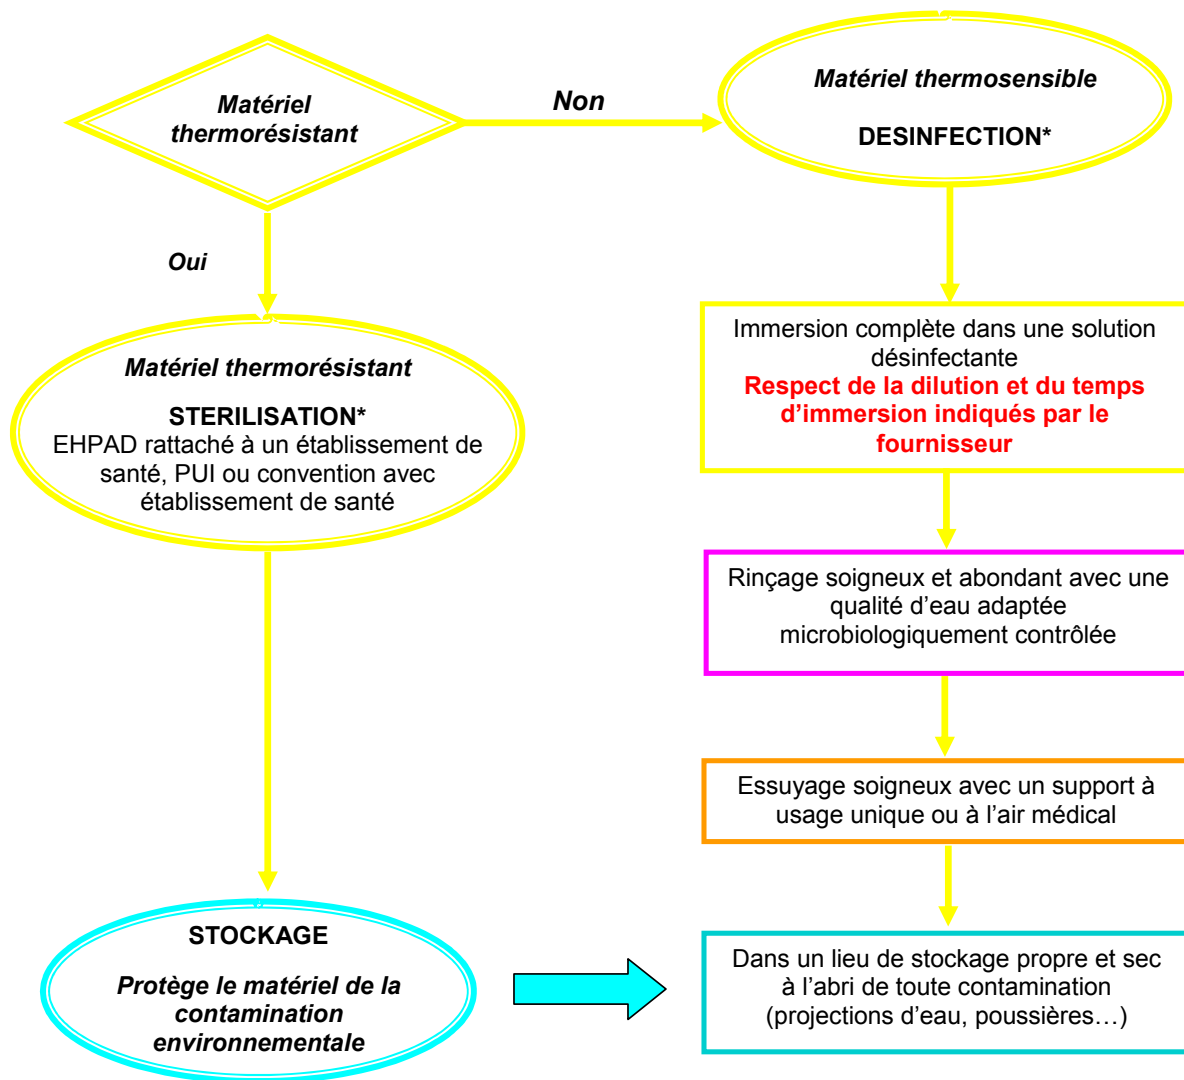 Matériel
thermorésistant
Non
Matériel thermosensible
DESINFECTION*
Oui
Matériel thermorésistant
STERILISATION*
EHPAD rattaché à un établissement de
santé, PUI ou convention avec
établissement de santé
Immersion complète dans une solution
désinfectante
Respect de la dilution et du temps
d’immersion indiqués par le
fournisseur
Rinçage soigneux et abondant avec une
qualité d’eau adaptée
microbiologiquement contrôlée
Essuyage soigneux avec un support à
usage unique ou à l’air médical
STOCKAGE
Protège le matériel de la
contamination
environnementale
Dans un lieu de stockage propre et sec
à l’abri de toute contamination
(projections d’eau, poussières…)